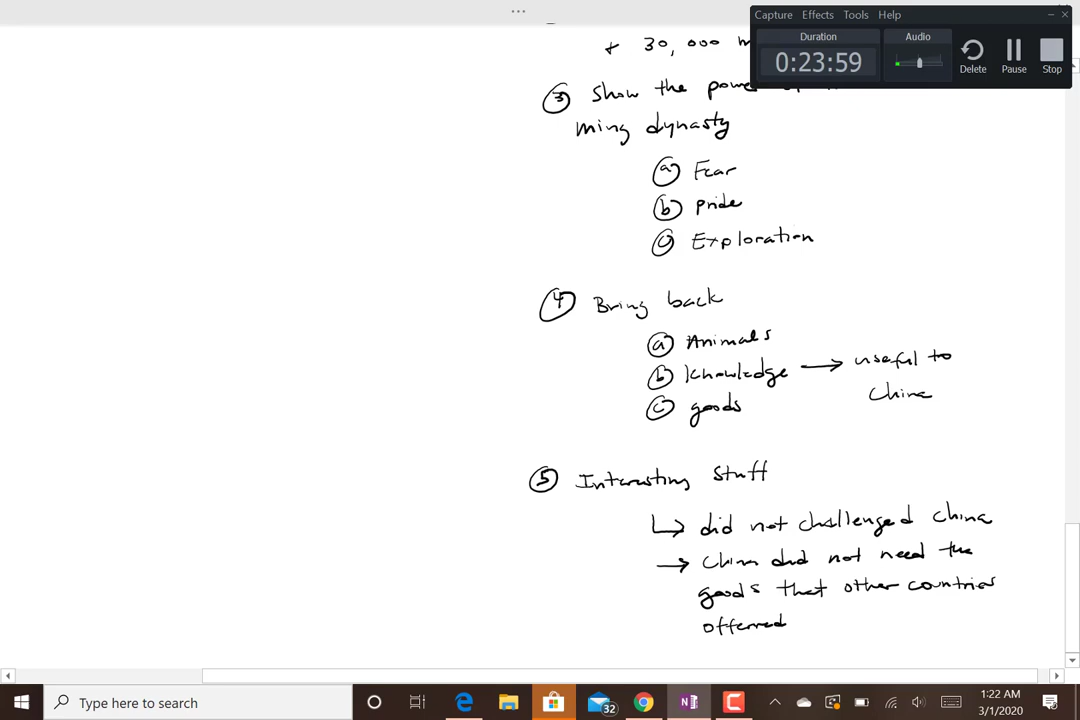 Capture Effects Tools Help
Duration
Audio
0:23:59
Delete
Pause
Stop
+ 30,000
③ Show the power
ming dynasty
ⓐ Fear
ⓑ pride
ⓒ Exploration
④ Bring back
ⓐ Animals
ⓑ knowledge → useful to
China
ⓒ goods
⑤ Interesting stuff
↳ did not challenged china
→ China did not need the
goods that other countries
offerred
Type here to search
32
1:22 AM
3/1/2020